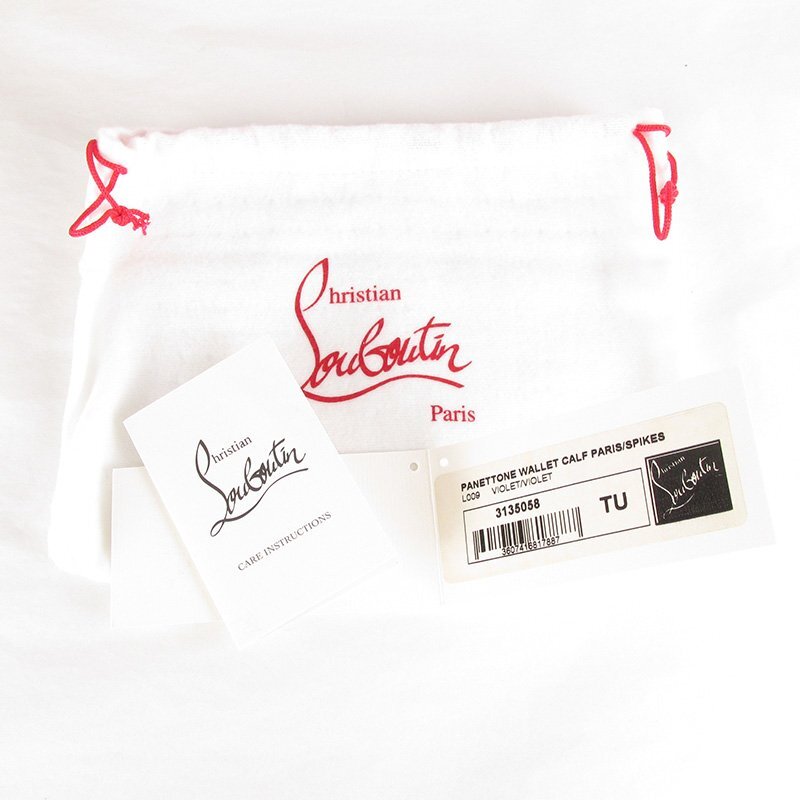 Christian
Louboutin
Paris
Christian
Louboutin
CARE INSTRUCTIONS
PANETTONE WALLET CALF PARIS/SPIKES
L009 VIOLET/VIOLET
3135058
TU
3607416817887
Christian
Louboutin